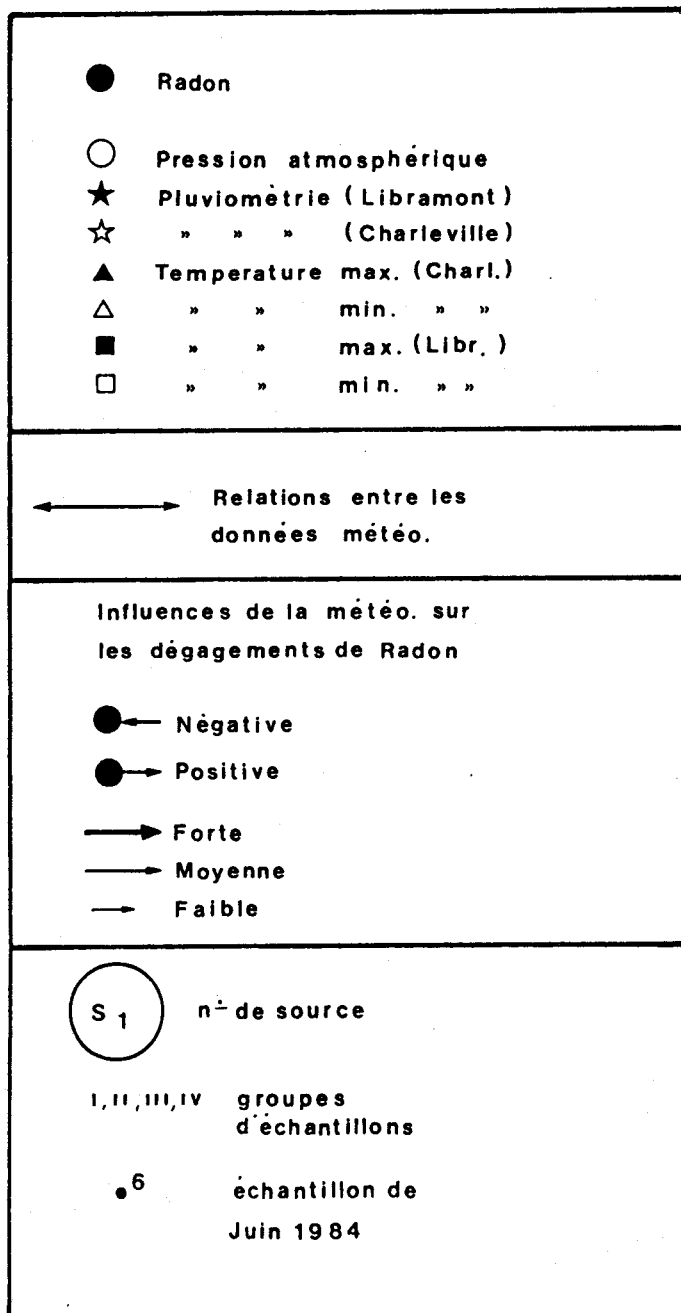 Radon
Pression atmosphérique
Pluviométrie (Libramont)
" " " (Charleville)
Temperature max. (Charl.)
" " min. " "
" " max. (Libr.)
" " min. " "
Relations entre les
données météo.
Influences de la météo. sur
les dégagements de Radon
Négative
Positive
Forte
Moyenne
Faible
S 1 n° de source
I, II, III, IV groupes
d'échantillons
6 échantillon de
Juin 1984